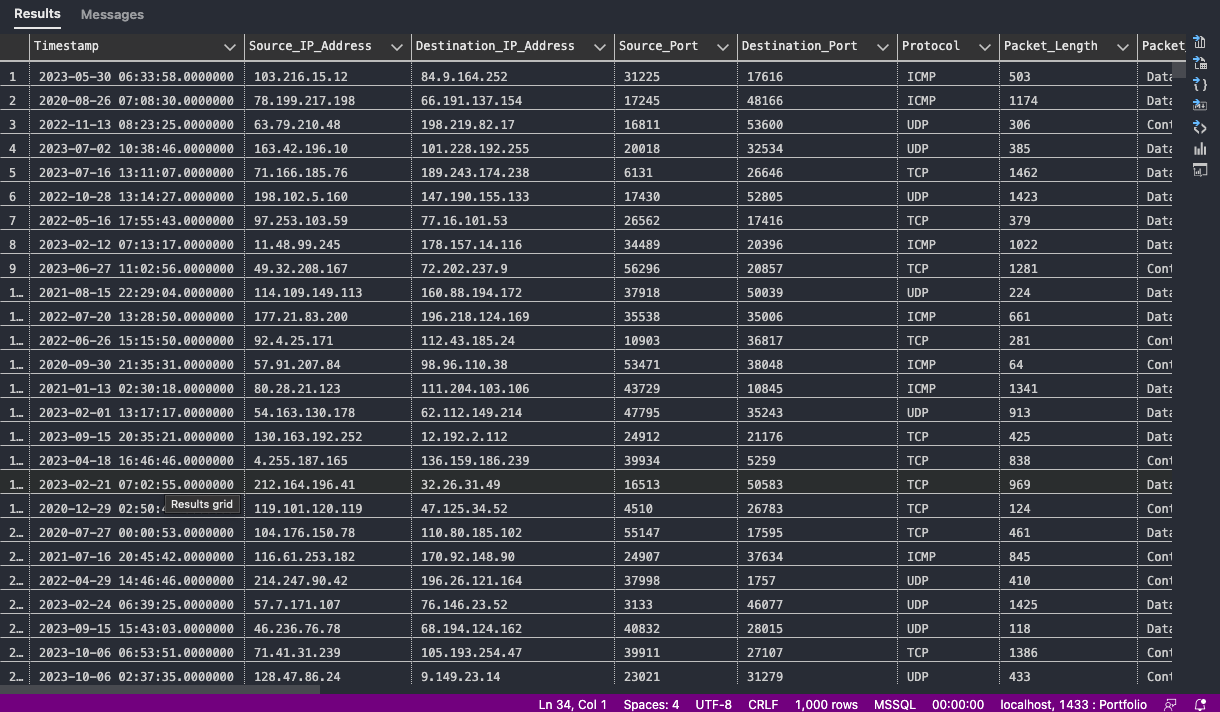 Results Messages
Timestamp Source_IP_Address Destination_IP_Address Source_Port Destination_Port Protocol Packet_Length Packet_
1 2023-05-30 06:33:58.0000000 103.216.15.12 84.9.164.252 31225 17616 ICMP 503 Data
2 2020-08-26 07:08:30.0000000 78.199.217.198 66.191.137.154 17245 48166 ICMP 1174 Data
3 2022-11-13 08:23:25.0000000 63.79.210.48 198.219.82.17 16811 53600 UDP 306 Cont
4 2023-07-02 10:38:46.0000000 163.42.196.10 101.228.192.255 20018 32534 UDP 385 Data
5 2023-07-16 13:11:07.0000000 71.166.185.76 189.243.174.238 6131 26646 TCP 1462 Data
6 2022-10-28 13:14:27.0000000 198.102.5.160 147.190.155.133 17430 52805 UDP 1423 Data
7 2022-05-16 17:55:43.0000000 97.253.103.59 77.16.101.53 26562 17416 TCP 379 Data
8 2023-02-12 07:13:17.0000000 11.48.99.245 178.157.14.116 34489 20396 ICMP 1022 Data
9 2023-06-27 11:02:56.0000000 49.32.208.167 72.202.237.9 56296 20857 TCP 1281 Cont
1… 2021-08-15 22:29:04.0000000 114.109.149.113 160.88.194.172 37918 50039 UDP 224 Data
1… 2022-07-20 13:28:50.0000000 177.21.83.200 196.218.124.169 35538 35006 ICMP 661 Data
1… 2022-06-26 15:15:50.0000000 92.4.25.171 112.43.185.24 10903 36817 TCP 281 Cont
1… 2020-09-30 21:35:31.0000000 57.91.207.84 98.96.110.38 53471 38048 ICMP 64 Cont
1… 2021-01-13 02:30:18.0000000 80.28.21.123 111.204.103.106 43729 10845 ICMP 1341 Data
1… 2023-02-01 13:17:17.0000000 54.163.130.178 62.112.149.214 47795 35243 UDP 913 Data
1… 2023-09-15 20:35:21.0000000 130.163.192.252 12.192.2.112 24912 21176 TCP 425 Data
1… 2023-04-18 16:46:46.0000000 4.255.187.165 136.159.186.239 39934 5259 TCP 838 Cont
1… 2023-02-21 07:02:55.0000000 212.164.196.41 32.26.31.49 16513 50583 TCP 969 Data
1… 2020-12-29 02:50: Results grid 119.101.120.119 47.125.34.52 4510 26783 TCP 124 Cont
2… 2020-07-27 00:00:53.0000000 104.176.150.78 110.80.185.102 55147 17595 TCP 461 Data
2… 2021-07-16 20:45:42.0000000 116.61.253.182 170.92.148.90 24907 37634 ICMP 845 Cont
2… 2022-04-29 14:46:46.0000000 214.247.90.42 196.26.121.164 37998 1757 UDP 410 Cont
2… 2023-02-24 06:39:25.0000000 57.7.171.107 76.146.23.52 3133 46077 UDP 1425 Data
2… 2023-09-15 15:43:03.0000000 46.236.76.78 68.194.124.162 40832 28015 UDP 118 Data
2… 2023-10-06 06:53:51.0000000 71.41.31.239 105.193.254.47 39911 27107 TCP 1386 Cont
2… 2023-10-06 02:37:35.0000000 128.47.86.24 9.149.23.14 23021 31279 UDP 433 Cont
Ln 34, Col 1 Spaces: 4 UTF-8 CRLF 1,000 rows MSSQL 00:00:00 localhost, 1433 : Portfolio